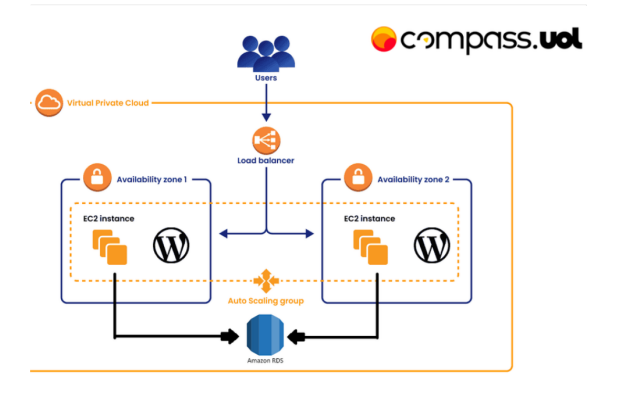 compass.uol
Users
Virtual Private Cloud
Load balancer
Availability zone 1
Availability zone 2
EC2 instance
EC2 instance
Auto Scaling group
Amazon RDS